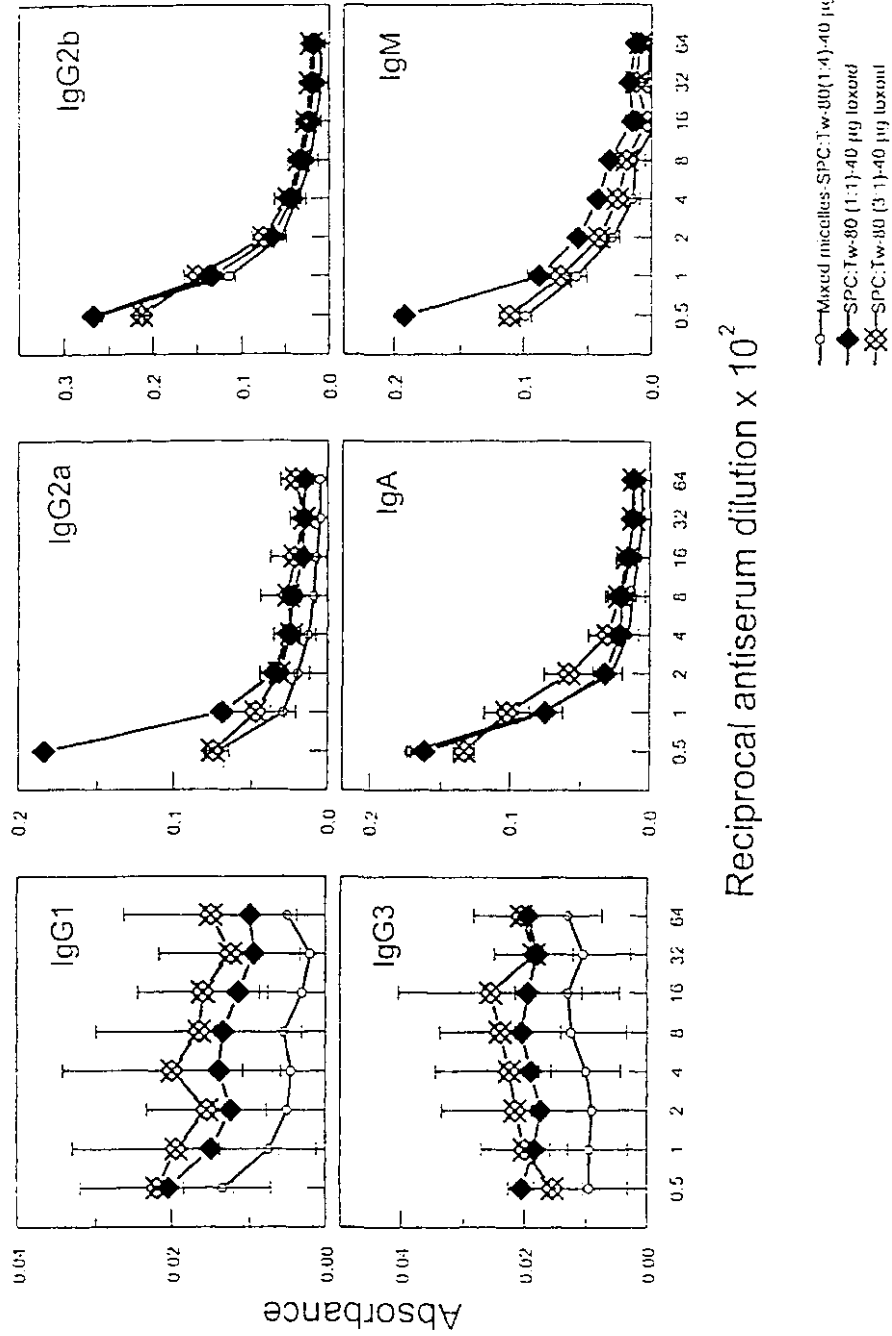 IgG1
IgG2a
IgG2b
0.04
0.02
0.00
0.2
0.1
0.0
0.3
0.2
0.1
0.0
IgG3
IgA
IgM
0.04
0.02
0.00
0.2
0.1
0.0
0.1
0.0
0.5 1 2 4 8 16 32 64
0.5 1 2 4 8 16 32 64
0.5 1 2 4 8 16 32 64
Absorbance
Reciprocal antiserum dilution x 10²
Mixed micelles-SPC:Tw-80(1:4)-40 µg
SPC:Tw-80 (1:1)-40 µg toxoid
SPC:Tw-80 (3:1)-40 µg toxoid